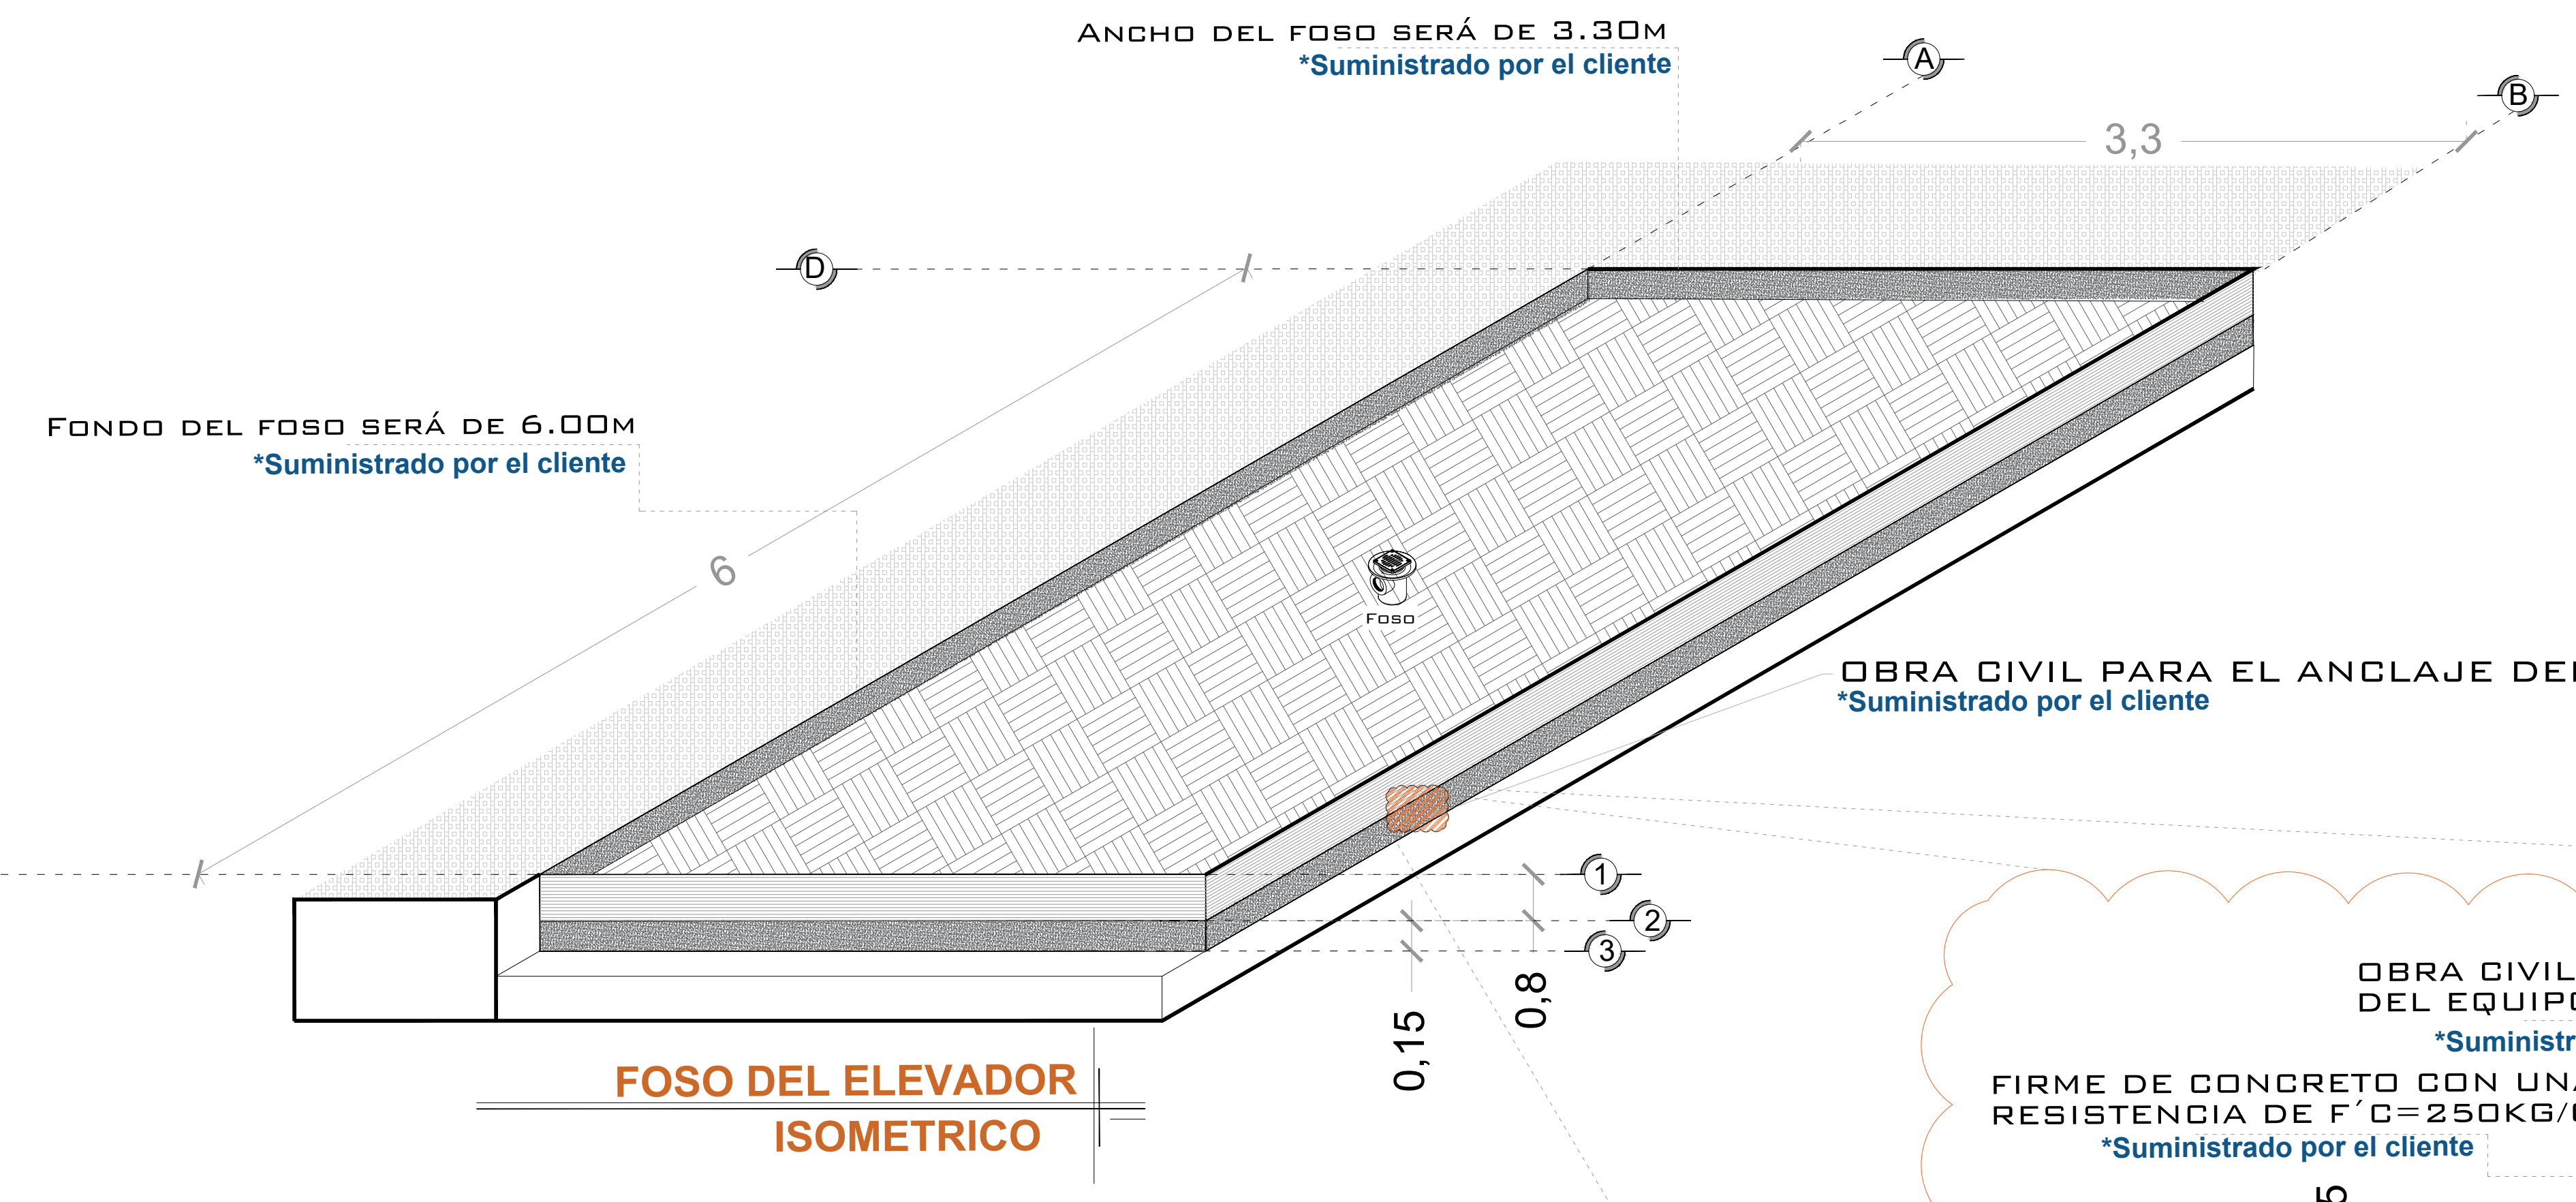 ANCHO DEL FOSO SERÁ DE 3.30M
*Suministrado por el cliente
A
B
3,3
D
FONDO DEL FOSO SERÁ DE 6.00M
*Suministrado por el cliente
6
FOSO
OBRA CIVIL PARA EL ANCLAJE DEL
*Suministrado por el cliente
1
2
3
0,8
0,15
OBRA CIVIL
DEL EQUIPO
*Suministr
FIRME DE CONCRETO CON UNA
RESISTENCIA DE F´C=250KG/
*Suministrado por el cliente
FOSO DEL ELEVADOR
ISOMETRICO